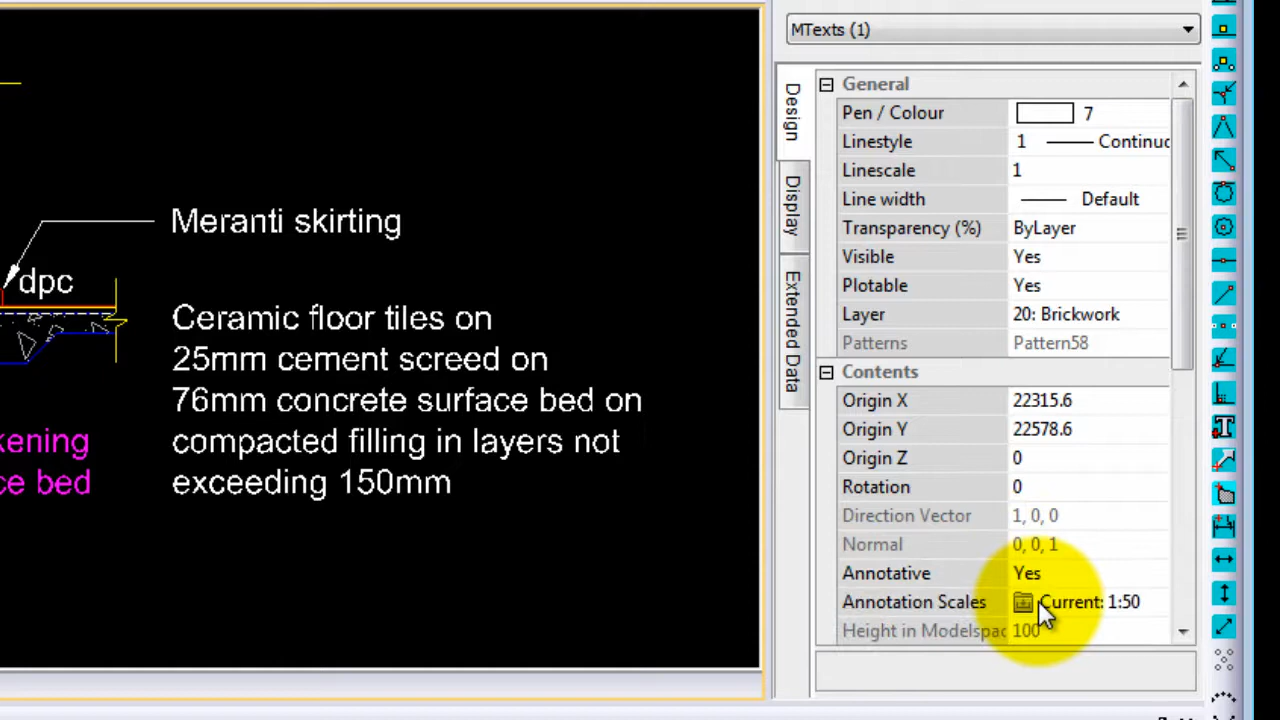 Meranti skirting
dpc
Ceramic floor tiles on
25mm cement screed on
76mm concrete surface bed on
compacted filling in layers not
exceeding 150mm
kening
ce bed
MTexts (1)
Design
Display
Extended Data
General
Pen / Colour 7
Linestyle 1 Continuc
Linescale 1
Line width Default
Transparency (%) ByLayer
Visible Yes
Plotable Yes
Layer 20: Brickwork
Patterns Pattern58
Contents
Origin X 22315.6
Origin Y 22578.6
Origin Z 0
Rotation 0
Direction Vector 1, 0, 0
Normal 0, 0, 1
Annotative Yes
Annotation Scales Current: 1:50
Height in Modelspac 100